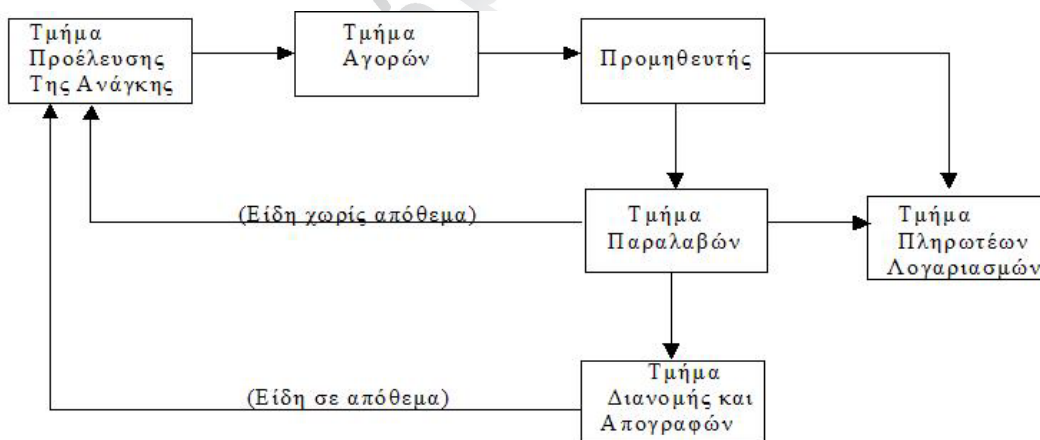 Τμήμα
Προέλευσης
Της Ανάγκης
Τμήμα
Αγορών
Προμηθευτής
(Είδη χωρίς απόθεμα)
Τμήμα
Παραλαβών
Τμήμα
Πληρωτέων
Λογαριασμών
(Είδη σε απόθεμα)
Τμήμα
Διανομής και
Απογραφών